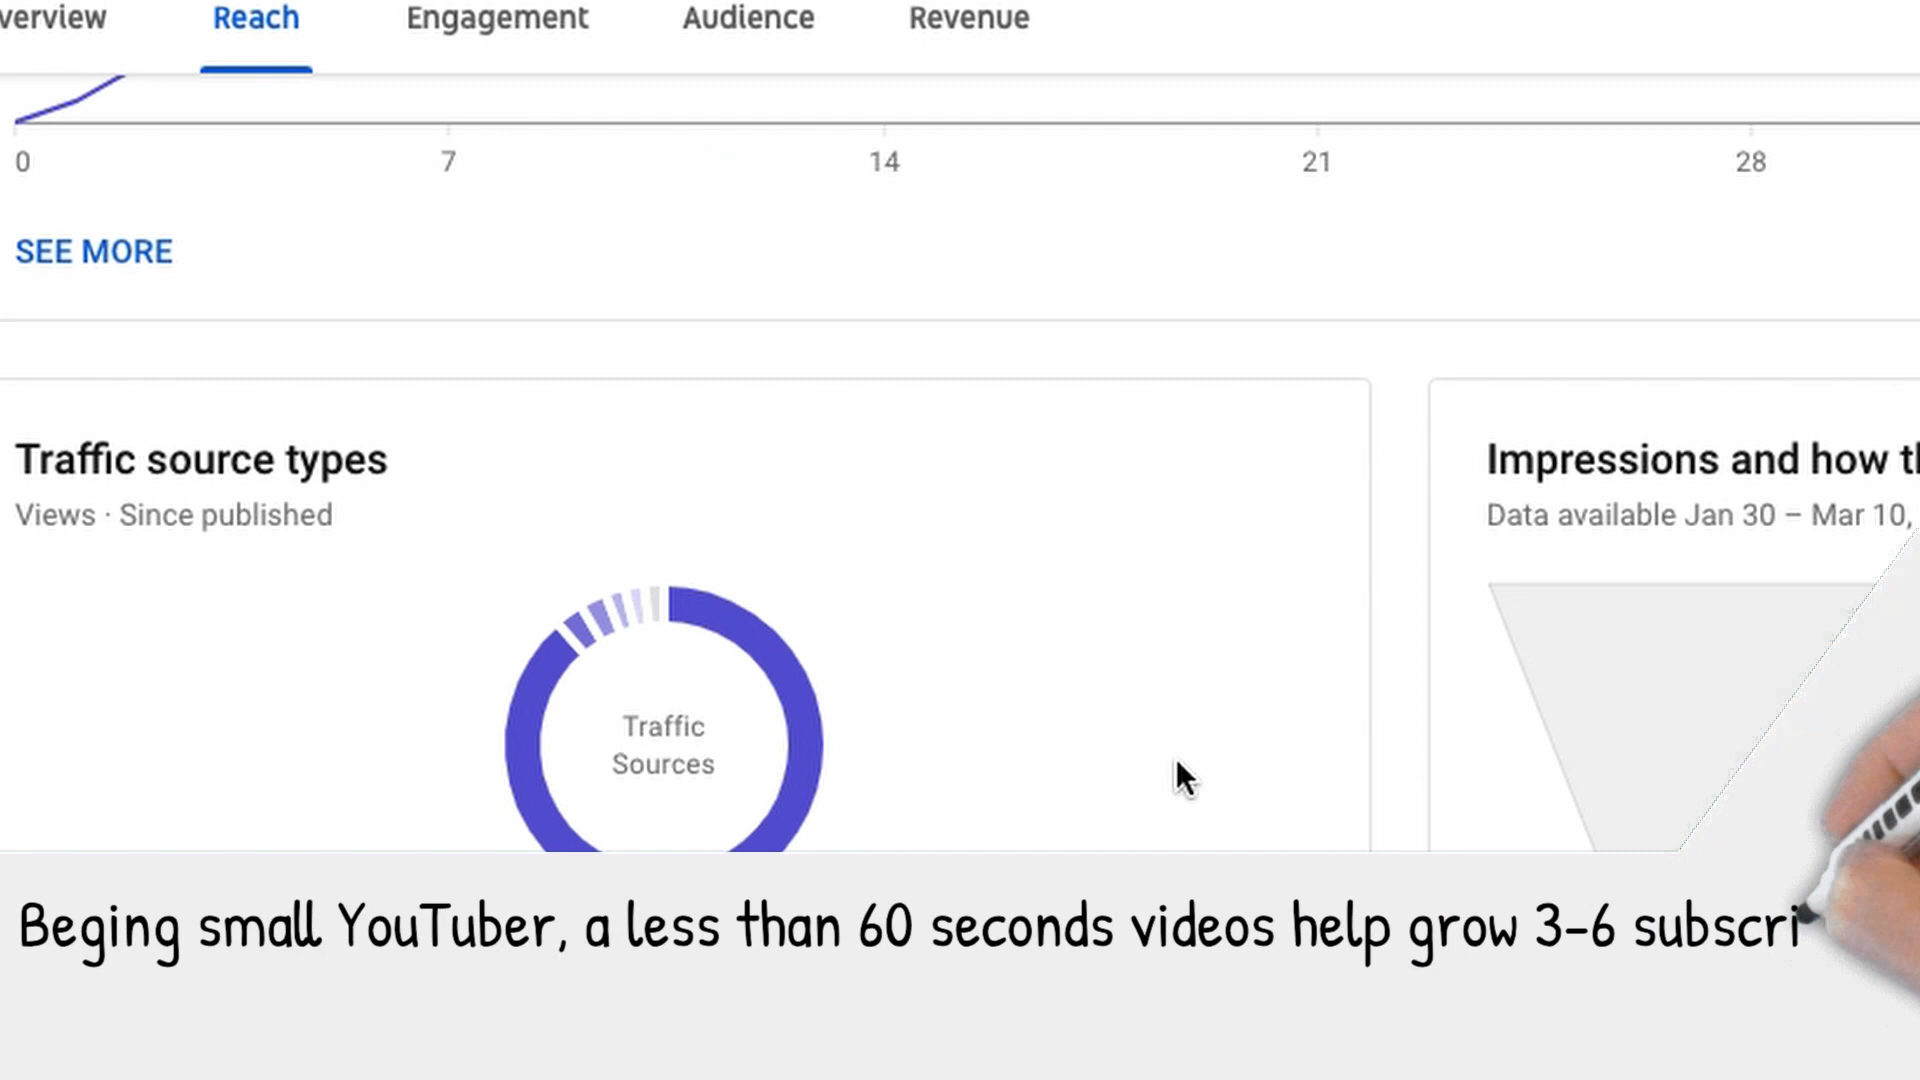 verview Reach Engagement Audience Revenue
0 7 14 21 28
SEE MORE
Traffic source types
Views · Since published
Traffic
Sources
Impressions and how tl
Data available Jan 30 – Mar 10,
Beging small YouTuber, a less than 60 seconds videos help grow 3-6 subscri